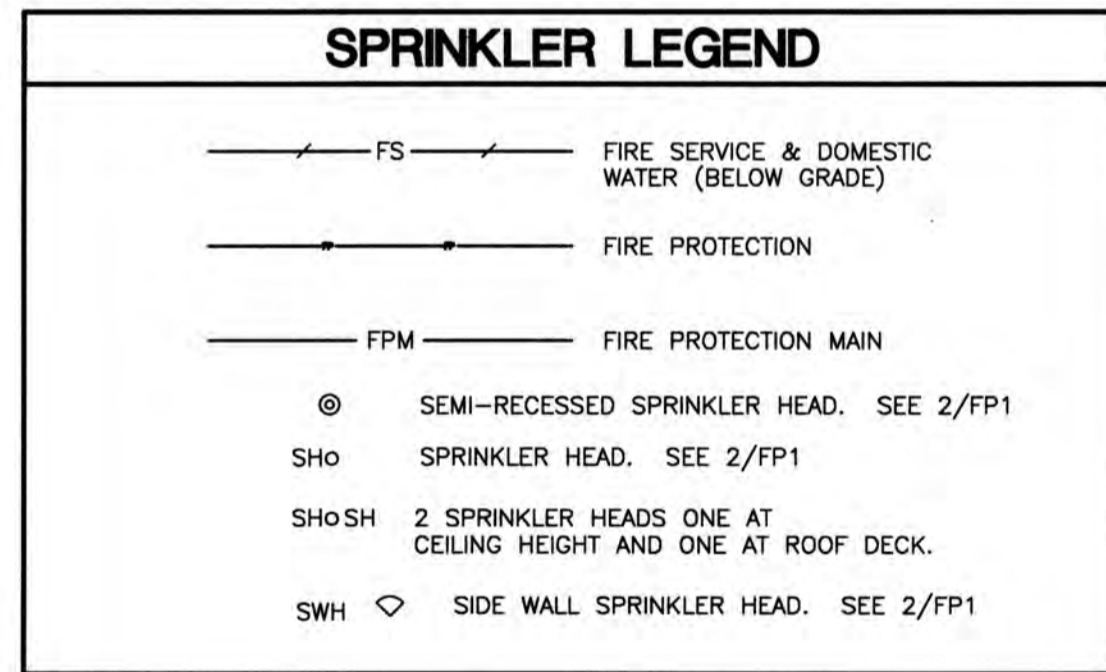 SPRINKLER LEGEND
FS FIRE SERVICE & DOMESTIC
WATER (BELOW GRADE)
FIRE PROTECTION
FPM FIRE PROTECTION MAIN
SEMI-RECESSED SPRINKLER HEAD. SEE 2/FP1
SH SPRINKLER HEAD. SEE 2/FP1
SH SH 2 SPRINKLER HEADS ONE AT
CEILING HEIGHT AND ONE AT ROOF DECK.
SWH SIDE WALL SPRINKLER HEAD. SEE 2/FP1